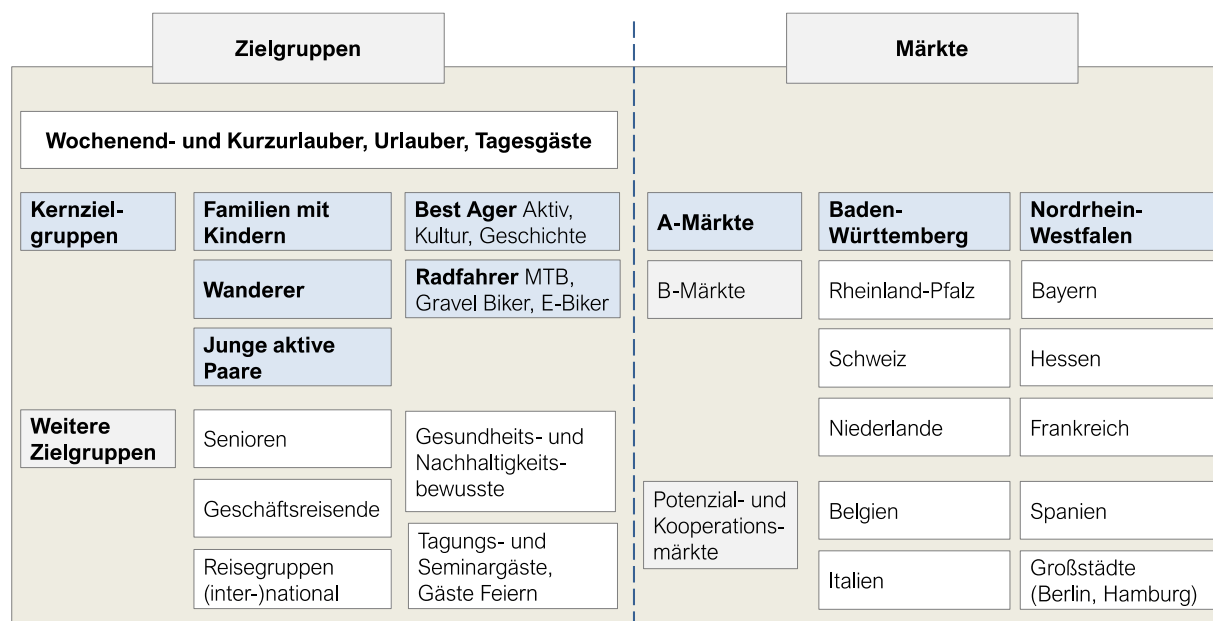 Zielgruppen
Märkte
Wochenend- und Kurzurlauber, Urlauber, Tagesgäste
Kernziel-
gruppen
Familien mit
Kindern
Best Ager Aktiv,
Kultur, Geschichte
Wanderer
Radfahrer MTB,
Gravel Biker, E-Biker
Junge aktive
Paare
Weitere
Zielgruppen
Senioren
Gesundheits- und
Nachhaltigkeits-
bewusste
Geschäftsreisende
Tagungs- und
Seminargäste,
Gäste Feiern
Reisegruppen
(inter-)national
A-Märkte
Baden-
Württemberg
Nordrhein-
Westfalen
B-Märkte
Rheinland-Pfalz
Bayern
Schweiz
Hessen
Niederlande
Frankreich
Potenzial- und
Kooperations-
märkte
Belgien
Spanien
Italien
Großstädte
(Berlin, Hamburg)